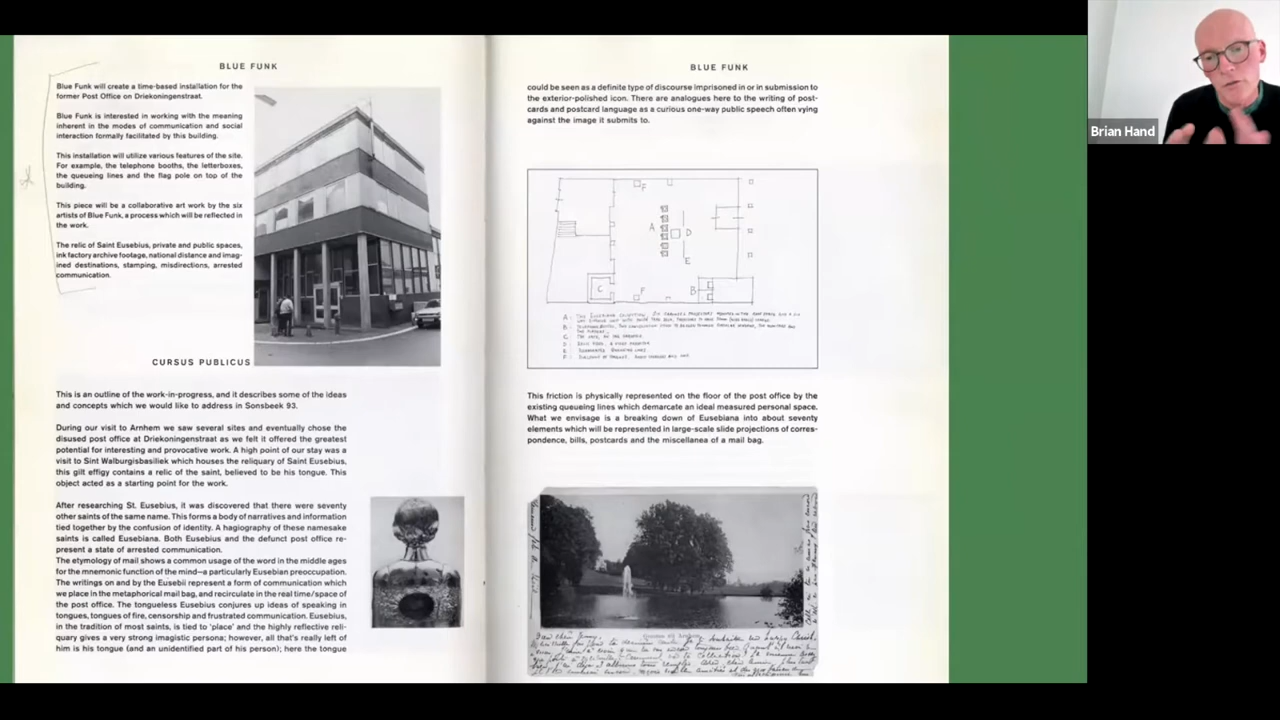 BLUE FUNK
Blue Funk will create a time-based installation for the
former Post Office on Driekoningenstraat.
Blue Funk is interested in working with the meaning
inherent in the modes of communication and social
interaction formally facilitated by this building.
This installation will utilize various features of the site.
For example, the telephone booths, the letterboxes,
the queueing lines and the flag pole on top of the
building.
This piece will be a collaborative art work by the six
artists of Blue Funk, a process which will be reflected in
the work.
The relic of Saint Eusebius, private and public spaces,
ink factory archive footage, national distance and imag-
ined destinations, stamping, misdirections, arrested
communication.
CURSUS PUBLICUS
This is an outline of the work-in-progress, and it describes some of the ideas
and concepts which we would like to address in Sonsbeek 93.
During our visit to Arnhem we saw several sites and eventually chose the
disused post office at Driekoningenstraat as we felt it offered the greatest
potential for interesting and provocative work. A high point of our stay was a
visit to Sint Walburgisbasiliek which houses the reliquary of Saint Eusebius,
this gilt effigy contains a relic of the saint, believed to be his tongue. This
object acted as a starting point for the work.
After researching St. Eusebius, it was discovered that there were seventy
other saints of the same name. This forms a body of narratives and information
tied together by the confusion of identity. A hagiography of these namesake
saints is called Eusebiana. Both Eusebius and the defunct post office re-
present a state of arrested communication.
The etymology of mail shows a common usage of the word in the middle ages
for the mnemonic function of the mind—a particularly Eusebian preoccupation.
The writings on and by the Eusebii represent a form of communication which
we place in the metaphorical mail bag, and recirculate in the real time/space of
the post office. The tongueless Eusebius conjures up ideas of speaking in
tongues, tongues of fire, censorship and frustrated communication. Eusebius,
in the tradition of most saints, is tied to 'place' and the highly reflective reli-
quary gives a very strong imagistic persona; however, all that's really left of
him is his tongue (and an unidentified part of his person); here the tongue
BLUE FUNK
could be seen as a definite type of discourse imprisoned in or in submission to
the exterior-polished icon. There are analogues here to the writing of post-
cards and postcard language as a curious one-way public speech often vying
against the image it submits to.
F
A
D
E
C
F
B
A:
B:
C:
D:
E:
F:
This friction is physically represented on the floor of the post office by the
existing queueing lines which demarcate an ideal measured personal space.
What we envisage is a breaking down of Eusebiana into about seventy
elements which will be represented in large-scale slide projections of corres-
pondence, bills, postcards and the miscellanea of a mail bag.
Brian Hand